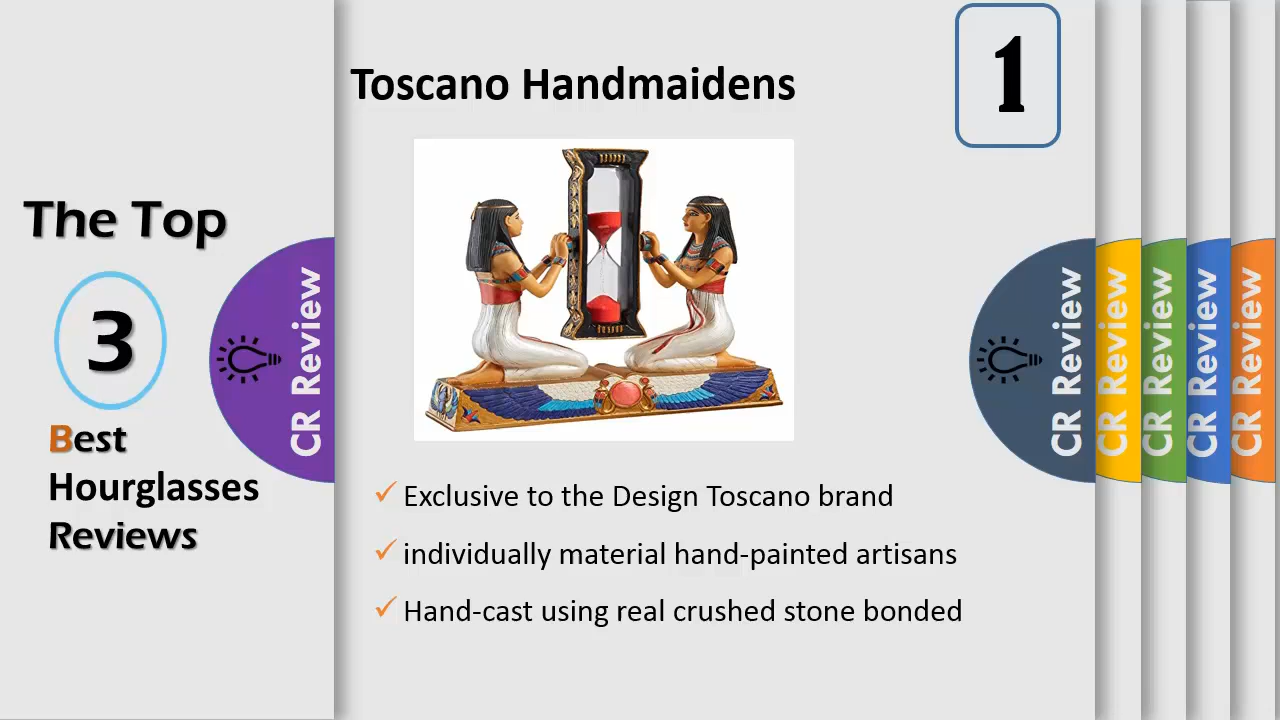 The Top
3
Best
Hourglasses
Reviews
CR Review
Toscano Handmaidens
1
Exclusive to the Design Toscano brand
individually material hand-painted artisans
Hand-cast using real crushed stone bonded
CR Review
CR Review
CR Review
CR Review
CR Review